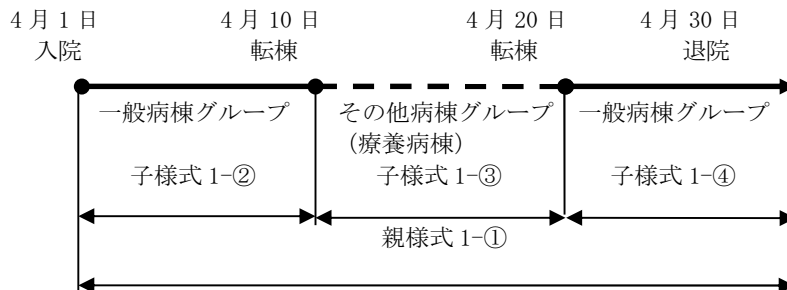 4月1日 4月10日 4月20日 4月30日
入院 転棟 転棟 退院
一般病棟グループ その他病棟グループ 一般病棟グループ
（療養病棟）
子様式 1-② 子様式 1-③ 子様式 1-④
親様式 1-①